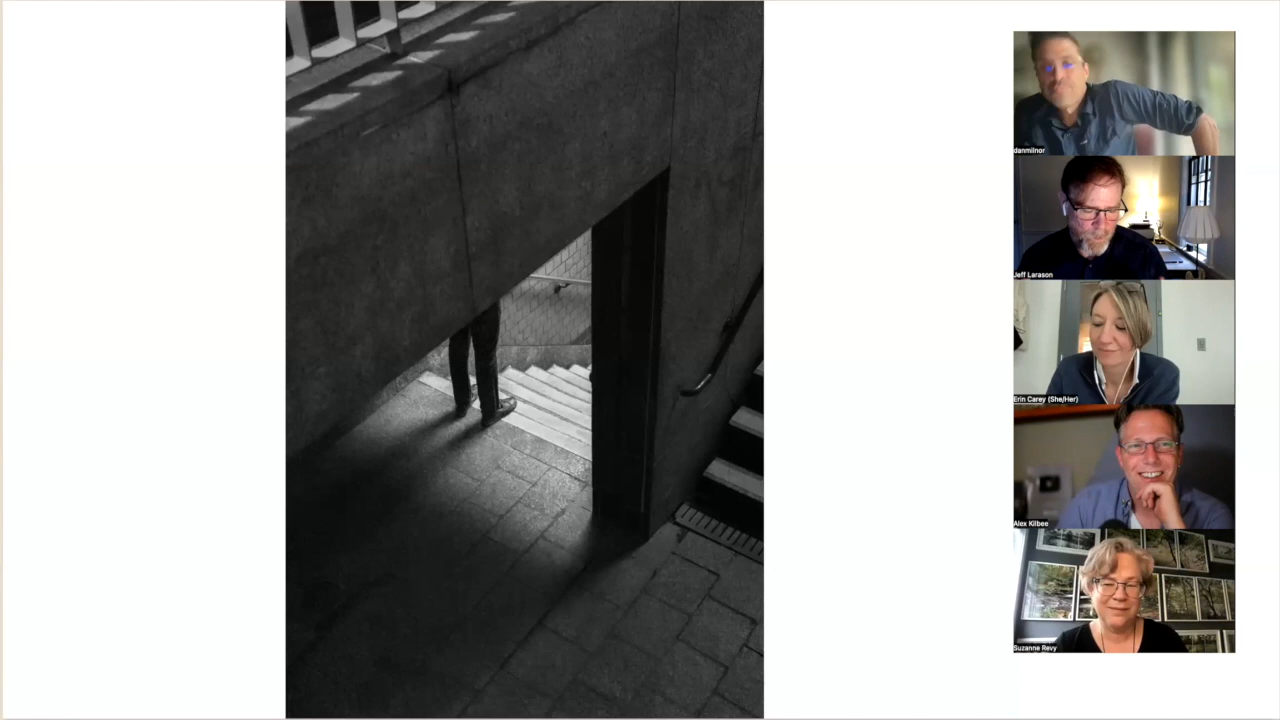 danmilnor
Jeff Larason
Erin Carey (She/Her)
Alex Kilbee
Suzanne Revy